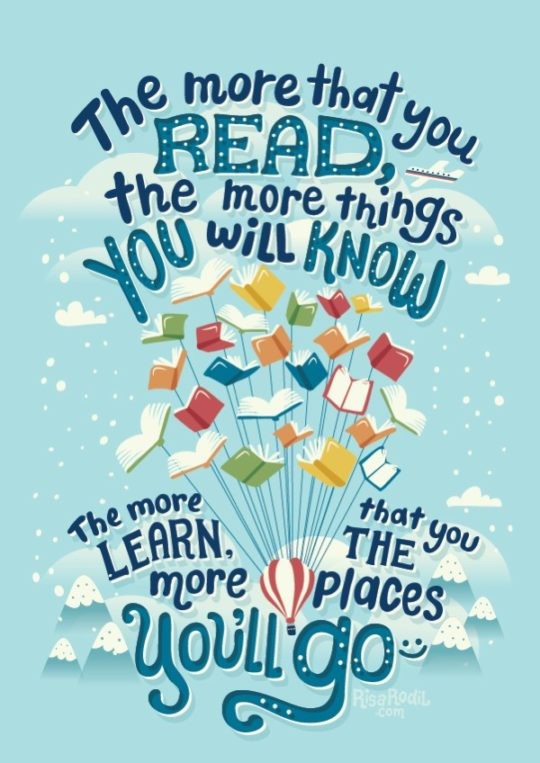 The more that you
READ,
the more things
YOU will KNOW
The more that you
LEARN, THE
more places
You'll go
RisaRodil
.com